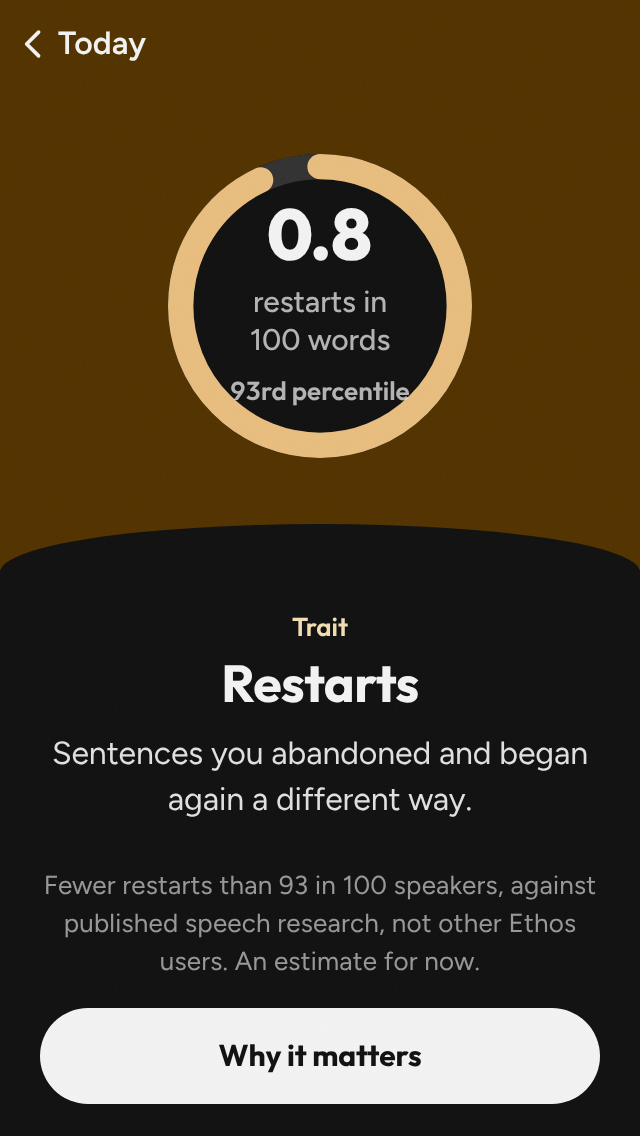 Today
0.8
restarts in
100 words
93rd percentile
Trait
Restarts
Sentences you abandoned and began
again a different way.
Fewer restarts than 93 in 100 speakers, against
published speech research, not other Ethos
users. An estimate for now.
Why it matters